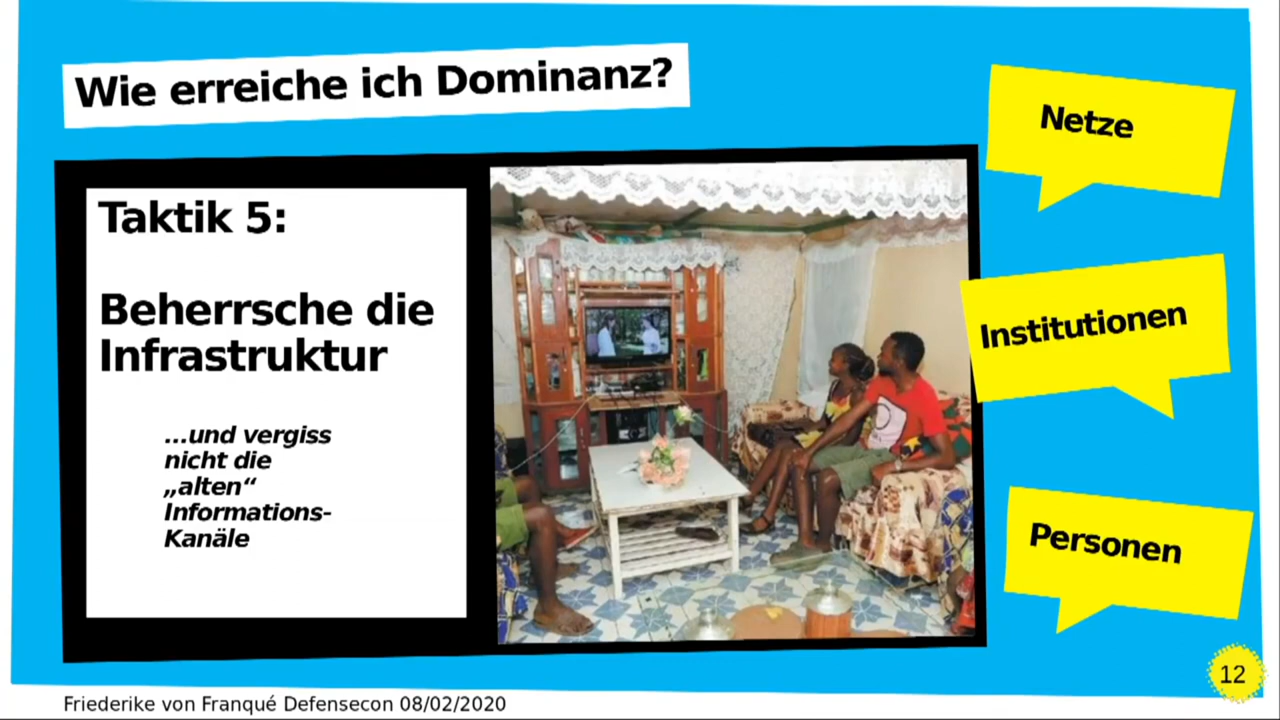 Wie erreiche ich Dominanz?
Taktik 5:
Beherrsche die
Infrastruktur
...und vergiss
nicht die
„alten“
Informations-
Kanäle
Netze
Institutionen
Personen
12
Friederike von Franqué Defensecon 08/02/2020